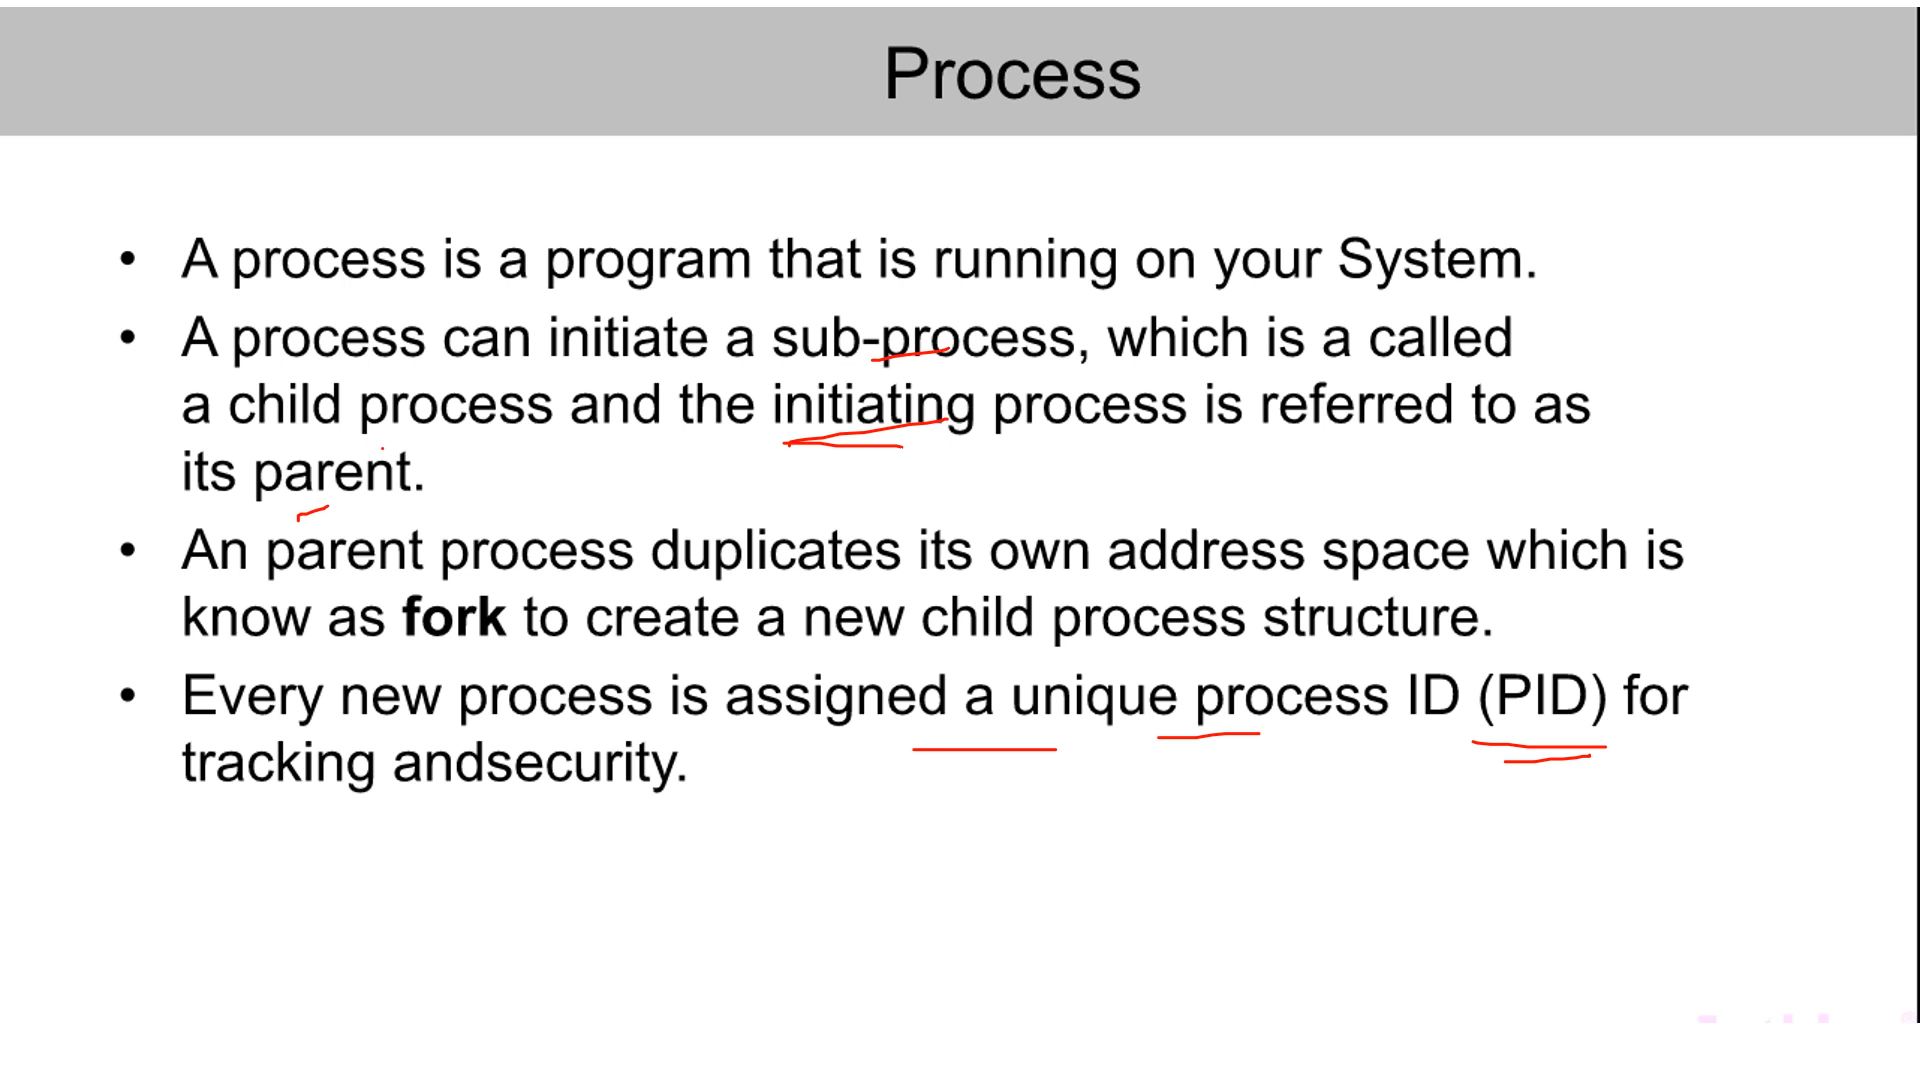 Process
• A process is a program that is running on your System.
• A process can initiate a sub-process, which is a called
a child process and the initiating process is referred to as
its parent.
• An parent process duplicates its own address space which is
know as fork to create a new child process structure.
• Every new process is assigned a unique process ID (PID) for
tracking andsecurity.